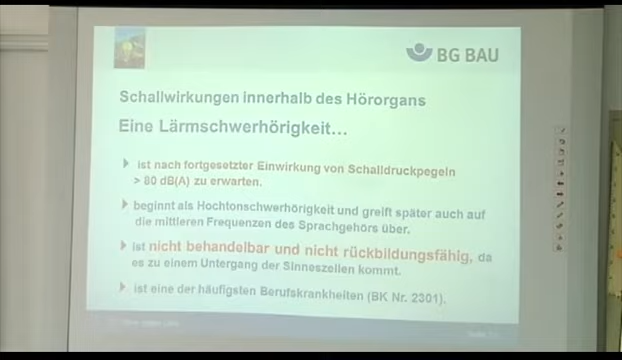 BG BAU
Schallwirkungen innerhalb des Hörorgans
Eine Lärmschwerhörigkeit...
ist nach fortgesetzter Einwirkung von Schalldruckpegeln
> 80 dB(A) zu erwarten.
beginnt als Hochtonschwerhörigkeit und greift später auch auf
die mittleren Frequenzen des Sprachgehörs über.
ist nicht behandelbar und nicht rückbildungsfähig, da
es zu einem Untergang der Sinneszellen kommt.
ist eine der häufigsten Berufskrankheiten (BK Nr. 2301).